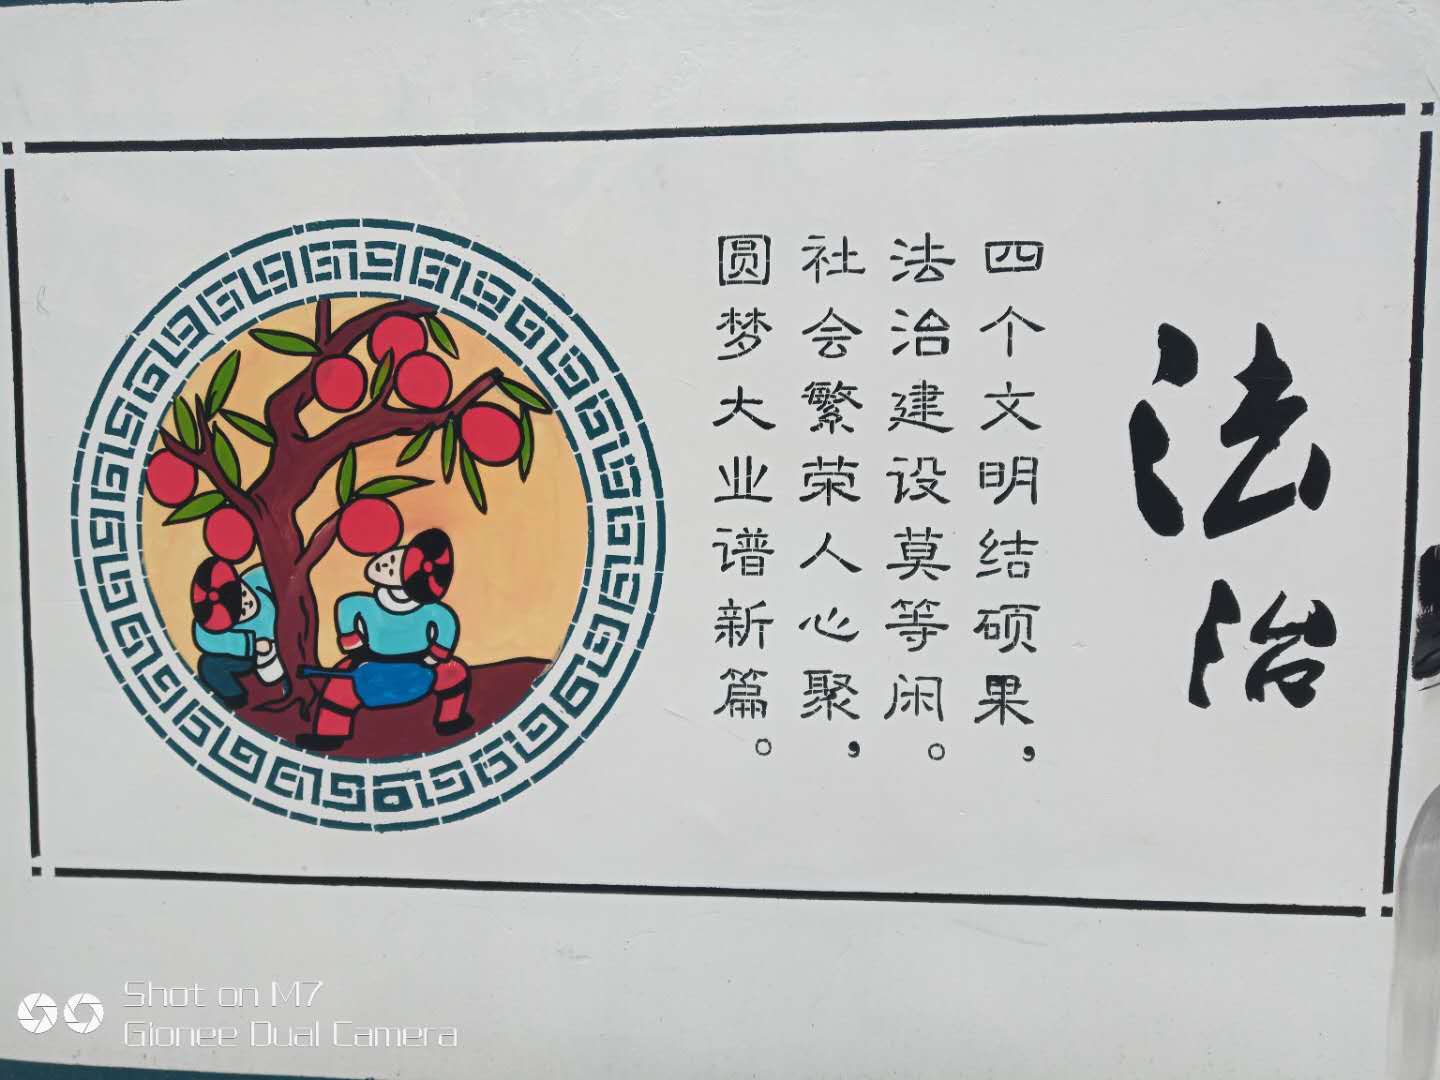 法治
四个文明结硕果，
法治建设莫等闲。
社会繁荣人心聚，
圆梦大业谱新篇。
Shot on M7
Gionee Dual Camera